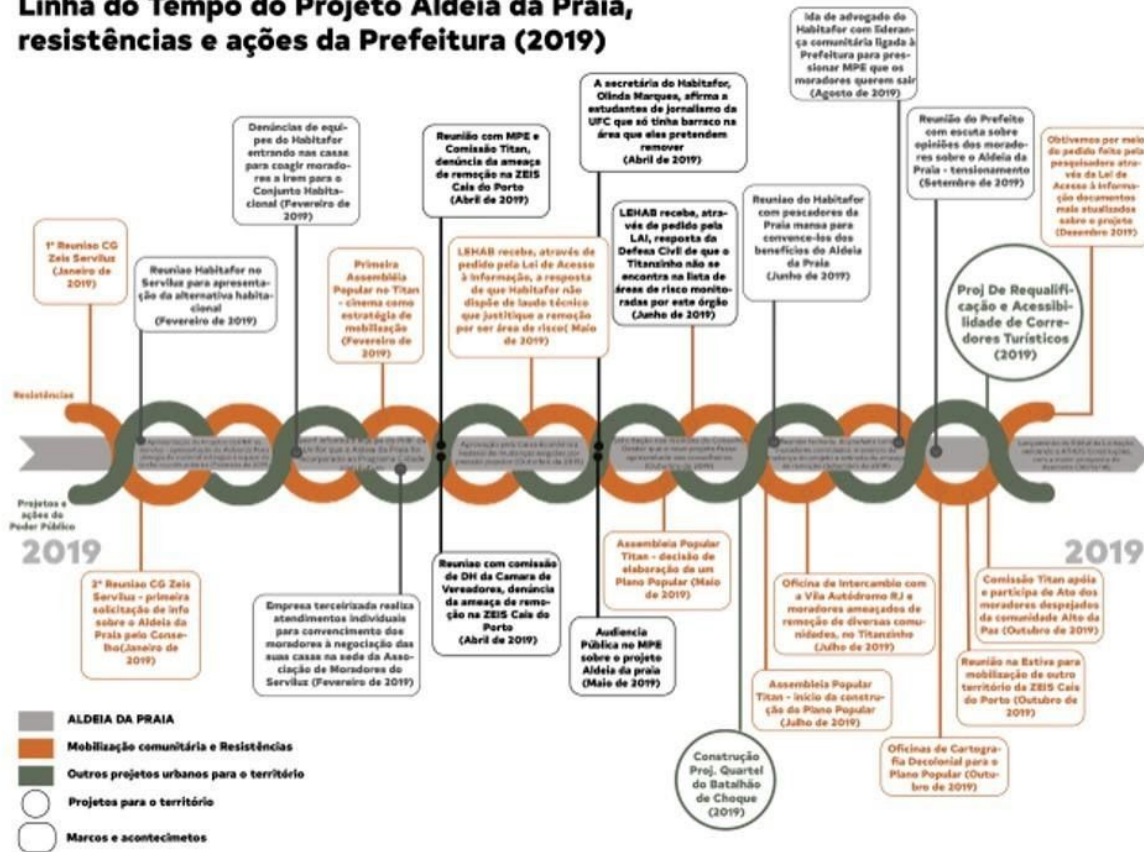 Linha do Tempo do Projeto Aldeia da Praia,
resistências e ações da Prefeitura (2019)
1ª Reuniao CG
Zeis Serviluz
(Janeiro de
2019)
Reuniao Habitafor no
Serviluz para apresenta-
ção da alternativa habita-
cional
(Fevereiro de 2019)
Denúncias de equi-
pes do Habitafor
entrando nas casas
para coagir morado-
res a irem para o
Conjunto Habita-
cional (Fevereiro de
2019)
Primeira
Assembléia
Popular no Titan
- cinema como
estratégia de
mobilização
(Fevereiro de
2019)
Reunião com MPE e
Comissão Titan,
denúncia da ameaça
de remoção na ZEIS
Cais do Porto
(Abril de 2019)
LEHAB recebe, através de
pedido pela Lei de Acesso
à Informação, a resposta
de que Habitafor não
dispõe de laudo técnico
que justitique a remoção
por ser área de risco( Maio
de 2019)
A secretária do Habitafor,
Olinda Marques, afirma a
estudantes de jornalismo da
UFC que só tinha barraco na
área que eles pretendem
remover
(Abril de 2019)
LEHAB recebe, atra-
vés de pedido pela
LAI, resposta da
Defesa Civil de que o
Titanzinho não se
encontra na lista de
áreas de risco monito-
radas por este órgão
(Junho de 2019)
Reuniao do Habitafor
com pescadores da
Praia mansa para
convence-los dos
benefícios do Aldeia
da Praia
(Junho de 2019)
Ida de advogado do
Habitafor com lideran-
ça comunitária ligada à
Prefeitura para pres-
sionar MPE que os
moradores querem sair
(Agosto de 2019)
Reunião do Prefeito
com escuta sobre
opiniões dos morado-
res sobre o Aldeia da
Praia - tensionamento
(Setembro de 2019)
Proj De Requalifi-
cação e Acessibi-
lidade de Corre-
dores Turísticos
(2019)
Obtivemos por meio
do pedido feito pela
pesquisadora atra-
vés da Lei de
Acesso à Informa-
ção documentos
mais atualizados
sobre o projeto
(Dezembro 2019)
Resistências
Projetos e
ações do
Poder Público
2019
2019
2ª Reuniao CG Zeis
Serviluz - primeira
solicitação de info
sobre o Aldeia da
Praia pelo Conse-
lho(Janeiro de
2019)
Empresa terceirizada realiza
atendimentos individuais
para convencimento dos
moradores à negociação das
suas casas na sede da Asso-
ciação de Moradores do
Serviluz (Fevereiro de 2019)
Reuniao com comissão
de DH da Camara de
Vereadores, denúncia
da ameaça de remo-
ção na ZEIS Cais do
Porto
(Abril de 2019)
Audiencia
Pública no MPE
sobre o projeto
Aldeia da praia
(Maio de 2019)
Assembleia Popular
Titan - decisão de
elaboração de um
Plano Popular (Maio
de 2019)
Construção
Proj. Quartel
do Batalhão
de Choque
(2019)
Assembleia Popular
Titan - início da constru-
ção do Plano Popular
(Julho de 2019)
Oficina de Intercambio com
a Vila Autódromo RJ e
moradores ameaçados de
remoção de diversas comu-
nidades, no Titanzinho
(Julho de 2019)
Oficinas de Cartogra-
fia Decolonial para o
Plano Popular (Outu-
bro de 2019)
Reunião na Estiva para
mobilização de outro
território da ZEIS Cais
do Porto (Outubro de
2019)
Comissão Titan apóia
e participa de Ato dos
moradores despejados
da comunidade Alto da
Paz (Outubro de 2019)
ALDEIA DA PRAIA
Mobilização comunitária e Resistências
Outros projetos urbanos para o território
Projetos para o território
Marcos e acontecimetos